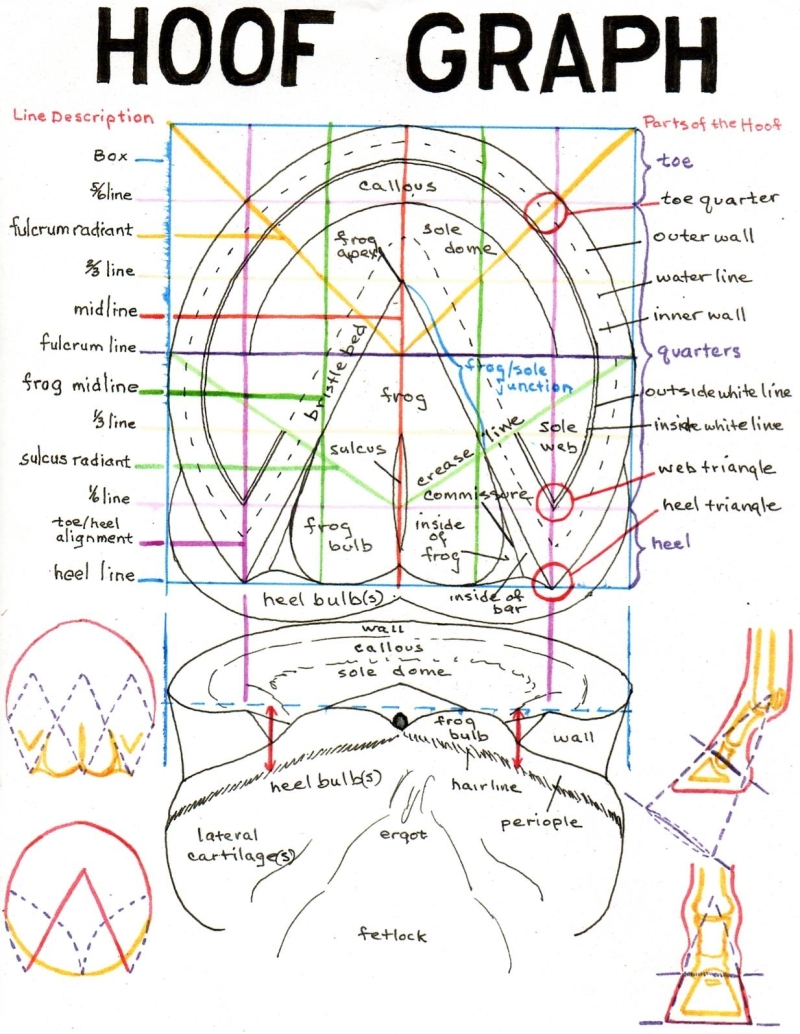 HOOF GRAPH
Line Description
Box
5/6 line
fulcrum radiant
2/3 line
midline
fulcrum line
frog midline
1/3 line
sulcus radiant
1/6 line
toe/heel
alignment
heel line
Parts of the Hoof
toe
toe quarter
outer wall
water line
inner wall
quarters
outside white line
inside white line
web triangle
heel triangle
heel
callous
frog
apex
sole
dome
bristle bed
frog/sole
junction
frog
crease line
sole
web
sulcus
commissure
frog
bulb
inside
of
frog
heel bulb(s)
inside of
bar
wall
callous
sole dome
frog
bulb
wall
heel bulb(s)
hairline
periople
lateral
cartilage(s)
ergot
fetlock